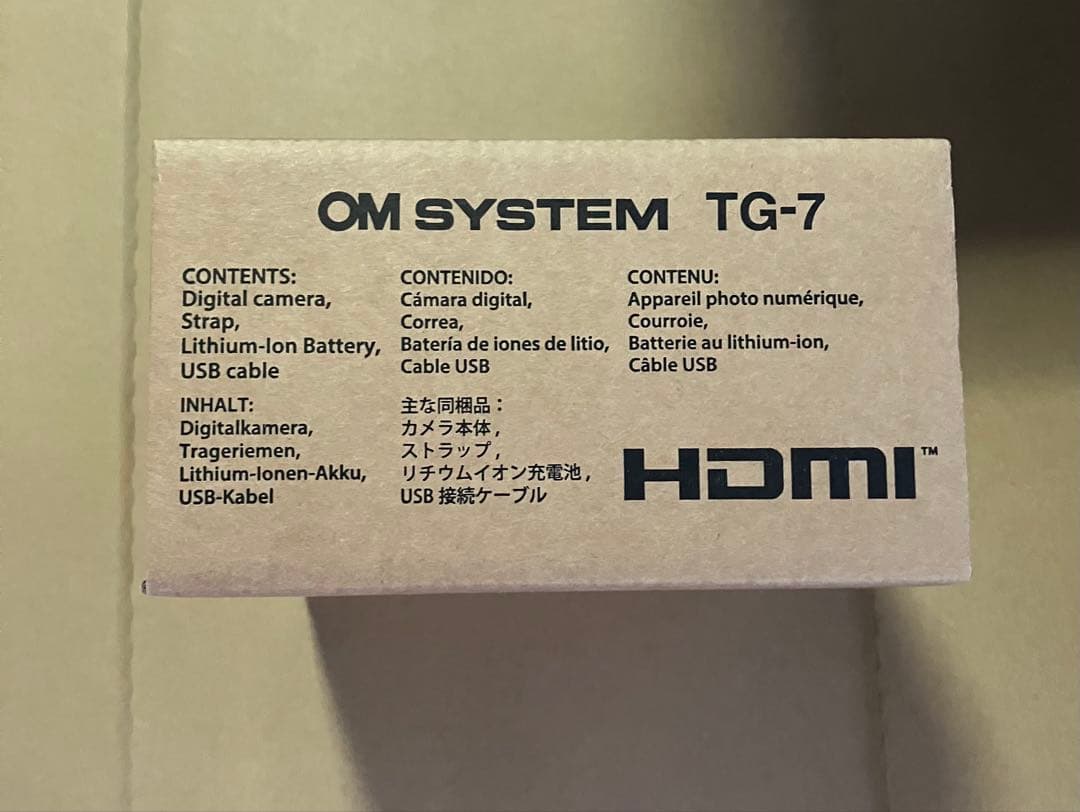 OM SYSTEM TG-7
CONTENTS:
Digital camera,
Strap,
Lithium-Ion Battery,
USB cable
CONTENIDO:
Cámara digital,
Correa,
Batería de iones de litio,
Cable USB
CONTENU:
Appareil photo numérique,
Courroie,
Batterie au lithium-ion,
Câble USB
INHALT:
Digitalkamera,
Trageriemen,
Lithium-Ionen-Akku,
USB-Kabel
主な同梱品：
カメラ本体，
ストラップ，
リチウムイオン充電池，
USB 接続ケーブル
HDMI™